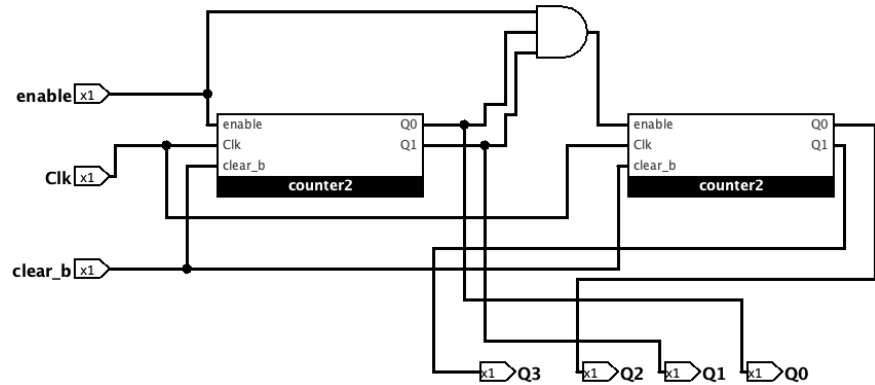 enable x1
Clk x1
clear_b x1
enable Q0
Clk Q1
clear_b
counter2
enable Q0
Clk Q1
clear_b
counter2
x1 Q3 x1 Q2 x1 Q1 x1 Q0